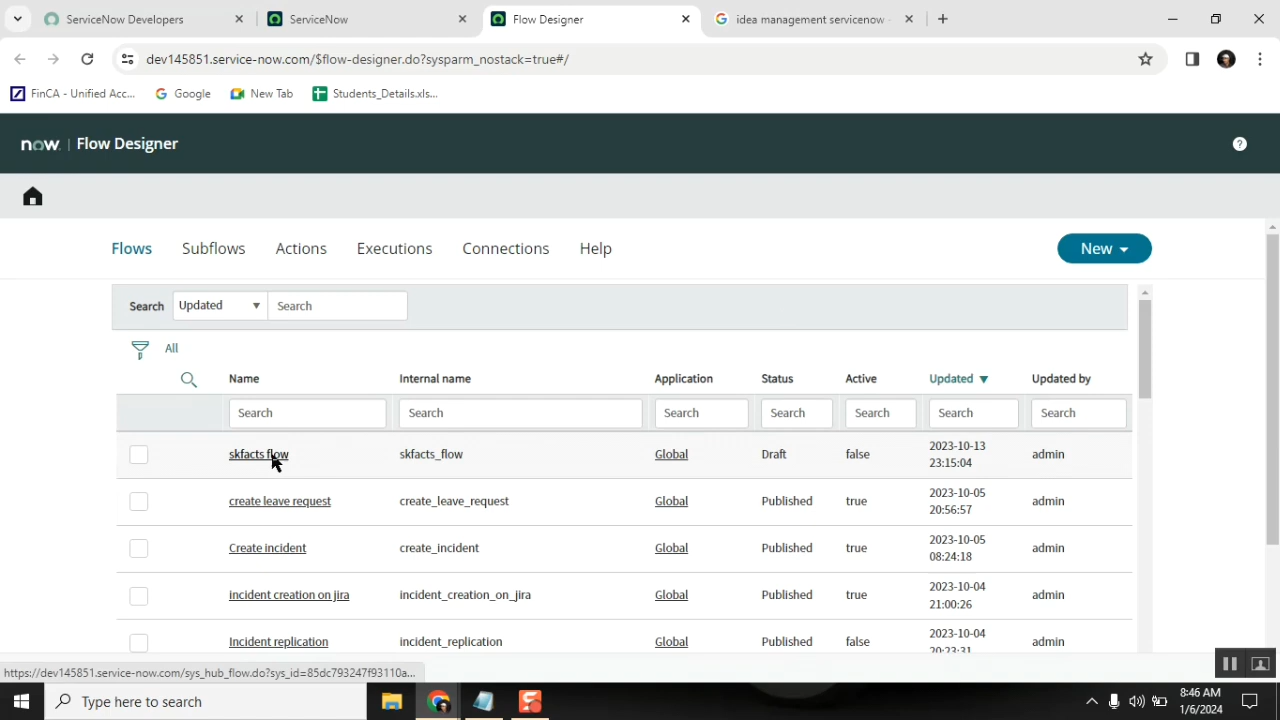 ServiceNow Developers
ServiceNow
Flow Designer
idea management servicenow
dev145851.service-now.com/$flow-designer.do?sysparm_nostack=true#/
FinCA - Unified Acc...
Google
New Tab
Students_Details.xls...
now. | Flow Designer
?
Flows
Subflows
Actions
Executions
Connections
Help
New
Search
Updated
Search
All
Name
Internal name
Application
Status
Active
Updated
Updated by
Search
Search
Search
Search
Search
Search
Search
skfacts flow
skfacts_flow
Global
Draft
false
2023-10-13
23:15:04
admin
create leave request
create_leave_request
Global
Published
true
2023-10-05
20:56:57
admin
Create incident
create_incident
Global
Published
true
2023-10-05
08:24:18
admin
incident creation on jira
incident_creation_on_jira
Global
Published
true
2023-10-04
21:00:26
admin
Incident replication
incident_replication
Global
Published
false
2023-10-04
20:23:31
admin
https://dev145851.service-now.com/sys_hub_flow.do?sys_id=85dc793247f93110a...
Type here to search
8:46 AM
1/6/2024